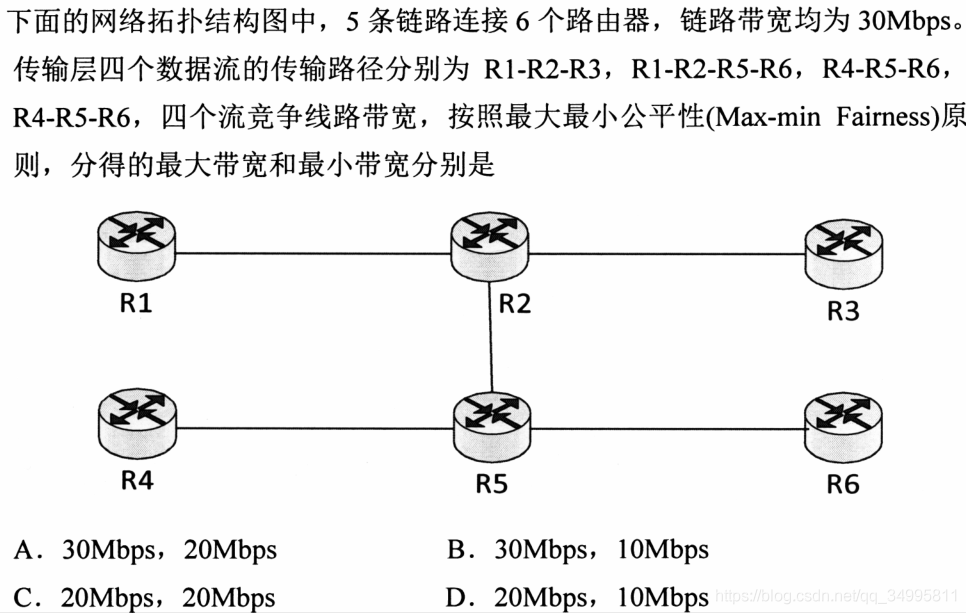 下面的网络拓扑结构图中，5 条链路连接 6 个路由器，链路带宽均为 30Mbps。
传输层四个数据流的传输路径分别为 R1-R2-R3，R1-R2-R5-R6，R4-R5-R6，
R4-R5-R6，四个流竞争线路带宽，按照最大最小公平性(Max-min Fairness)原
则，分得的最大带宽和最小带宽分别是
R1
R2
R3
R4
R5
R6
A．30Mbps，20Mbps
B．30Mbps，10Mbps
C．20Mbps，20Mbps
D．20Mbps，10Mbps
https://blog.csdn.net/qq_34995811